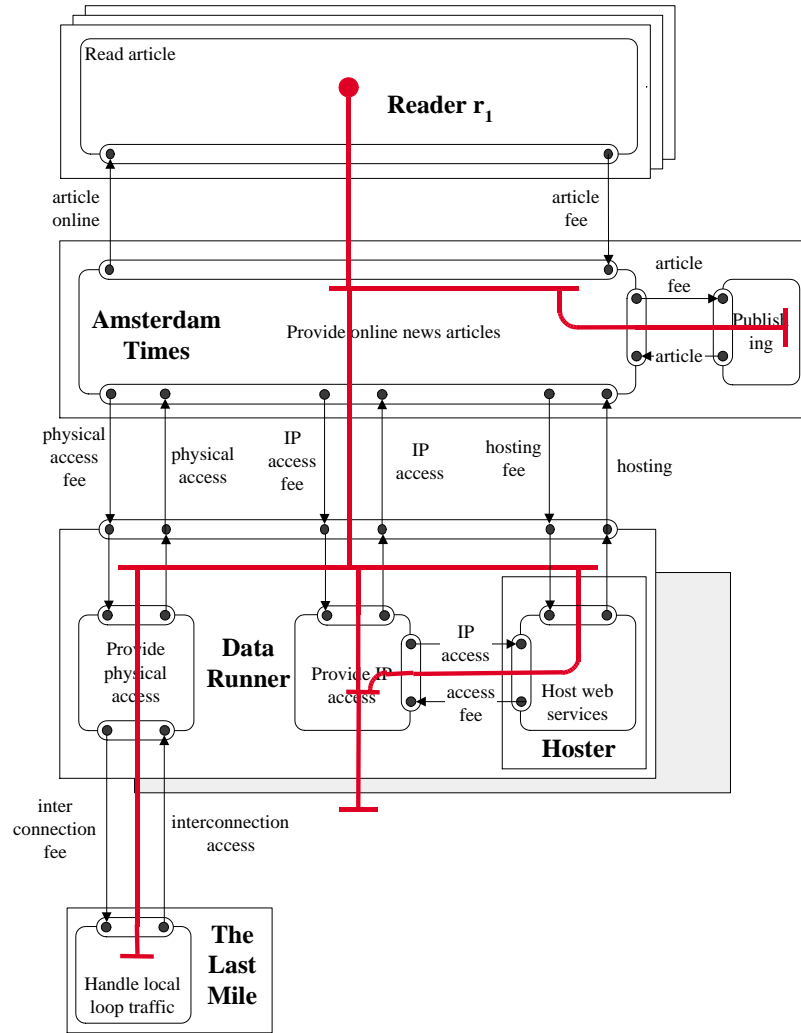 Read article
Reader r1
article
online
article
fee
article
fee
Amsterdam
Times
Provide online news articles
Publish
ing
article
physical
access
fee
physical
access
IP
access
fee
IP
access
hosting
fee
hosting
Provide
physical
access
Data
Runner
Provide IP
access
IP
access
access
fee
Host web
services
Hoster
inter
connection
fee
interconnection
access
The
Last
Mile
Handle local
loop traffic